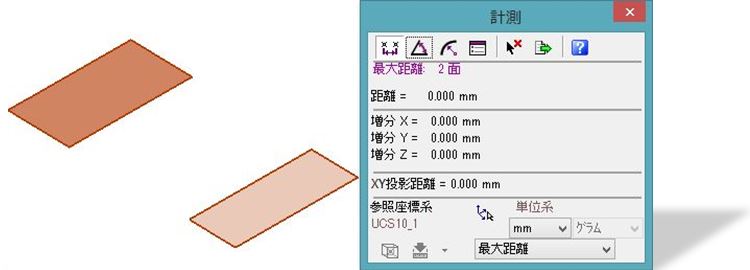 計測
最大距離: 2 面
距離 = 0.000 mm
増分 X = 0.000 mm
増分 Y = 0.000 mm
増分 Z = 0.000 mm
XY投影距離 = 0.000 mm
参照座標系 単位系
UCS10_1 mm グラム
最大距離